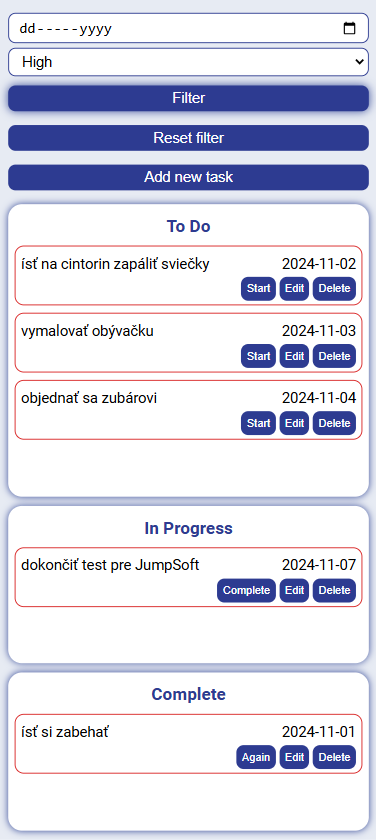 dd-----yyyy
High
Filter
Reset filter
Add new task
To Do
ísť na cintorin zapáliť sviečky 2024-11-02
Start Edit Delete
vymalovať obývačku 2024-11-03
Start Edit Delete
objednať sa zubárovi 2024-11-04
Start Edit Delete
In Progress
dokončiť test pre JumpSoft 2024-11-07
Complete Edit Delete
Complete
ísť si zabehať 2024-11-01
Again Edit Delete